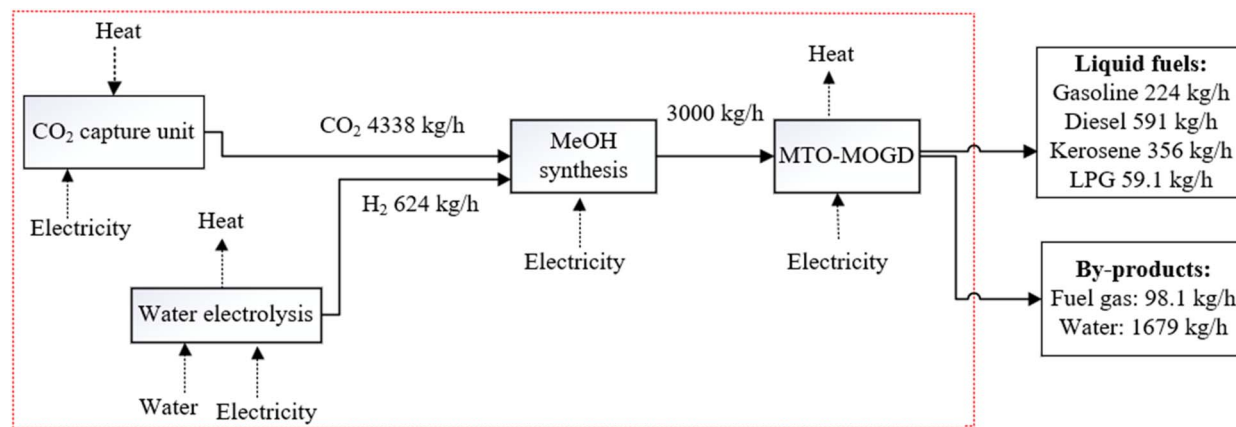 Heat
CO₂ capture unit
Electricity
CO₂ 4338 kg/h
H₂ 624 kg/h
Heat
Water electrolysis
Water
Electricity
MeOH
synthesis
Electricity
3000 kg/h
Heat
MTO-MOGD
Electricity
Liquid fuels:
Gasoline 224 kg/h
Diesel 591 kg/h
Kerosene 356 kg/h
LPG 59.1 kg/h
By-products:
Fuel gas: 98.1 kg/h
Water: 1679 kg/h